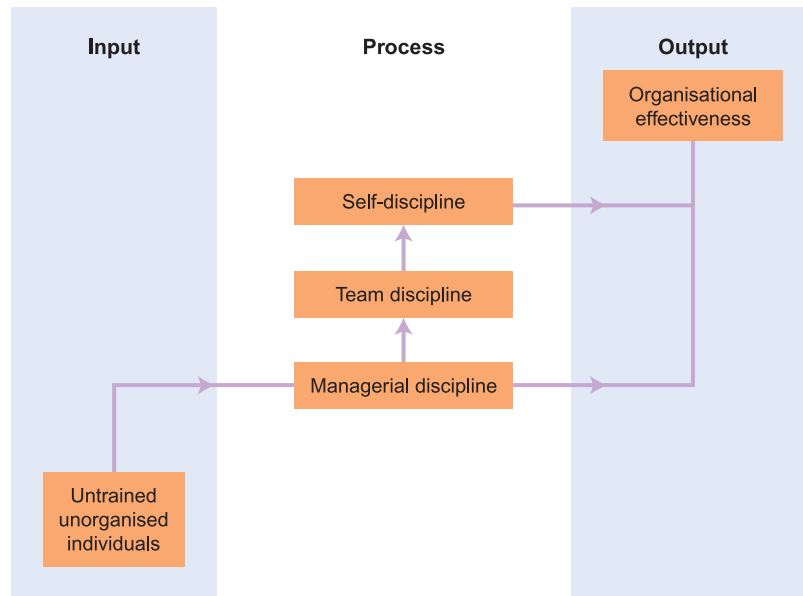 Input
Process
Output
Organisational
effectiveness
Self-discipline
Team discipline
Managerial discipline
Untrained
unorganised
individuals